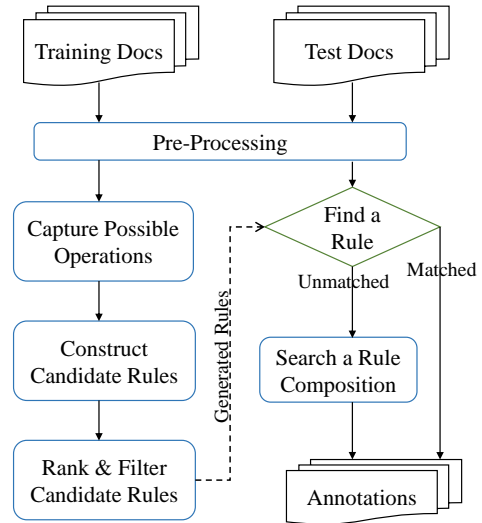 Training Docs
Test Docs
Pre-Processing
Capture Possible
Operations
Find a
Rule
Unmatched
Matched
Generated Rules
Construct
Candidate Rules
Search a Rule
Composition
Rank & Filter
Candidate Rules
Annotations